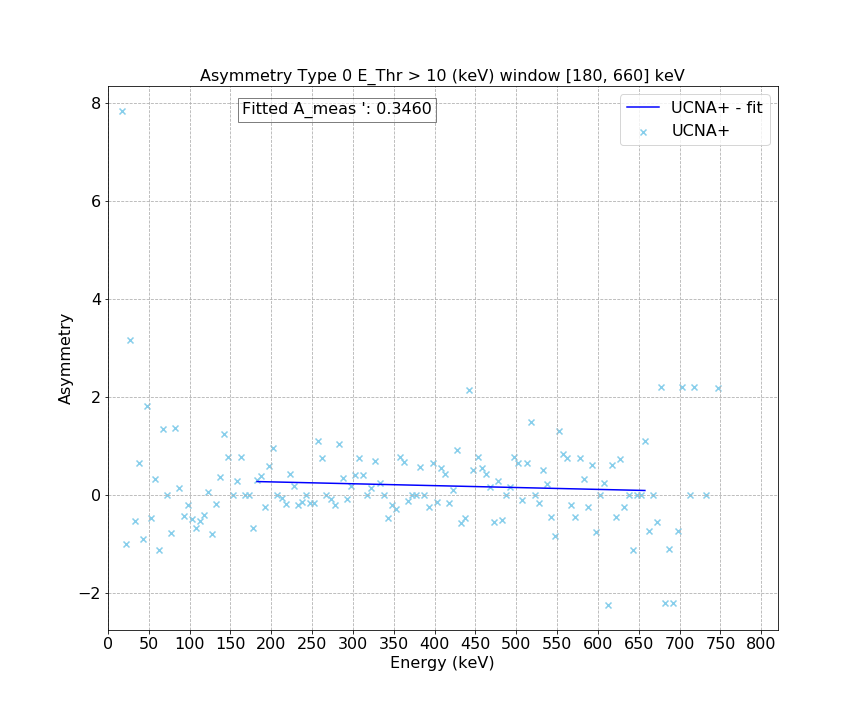 Asymmetry Type 0 E_Thr > 10 (keV) window [180, 660] keV
Fitted A_meas ': 0.3460
UCNA+ - fit
UCNA+
8
6
4
2
0
−2
Asymmetry
0 50 100 150 200 250 300 350 400 450 500 550 600 650 700 750 800
Energy (keV)